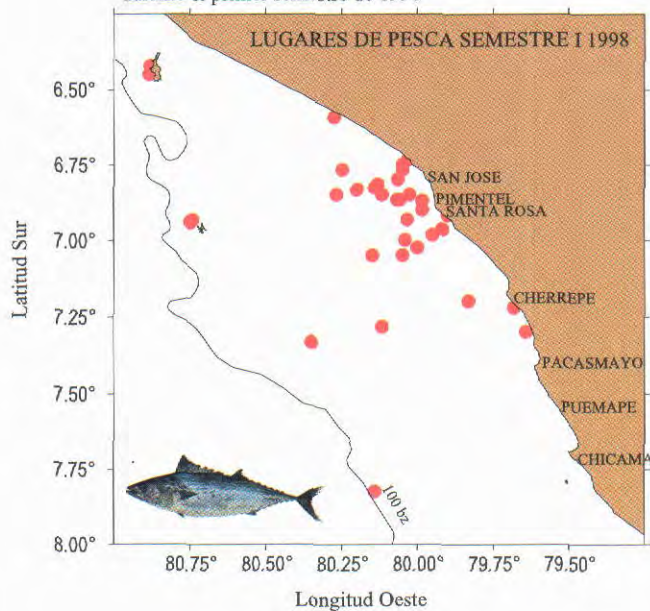 LUGARES DE PESCA SEMESTRE I 1998
6.50°
6.75°
SAN JOSE
PIMENTEL
SANTA ROSA
7.00°
Latitud Sur
7.25°
CHERREPE
7.50°
PACASMAYO
PUEMAPE
7.75°
CHICAMA
100 bz
8.00°
80.75° 80.50° 80.25° 80.00° 79.75° 79.50°
Longitud Oeste